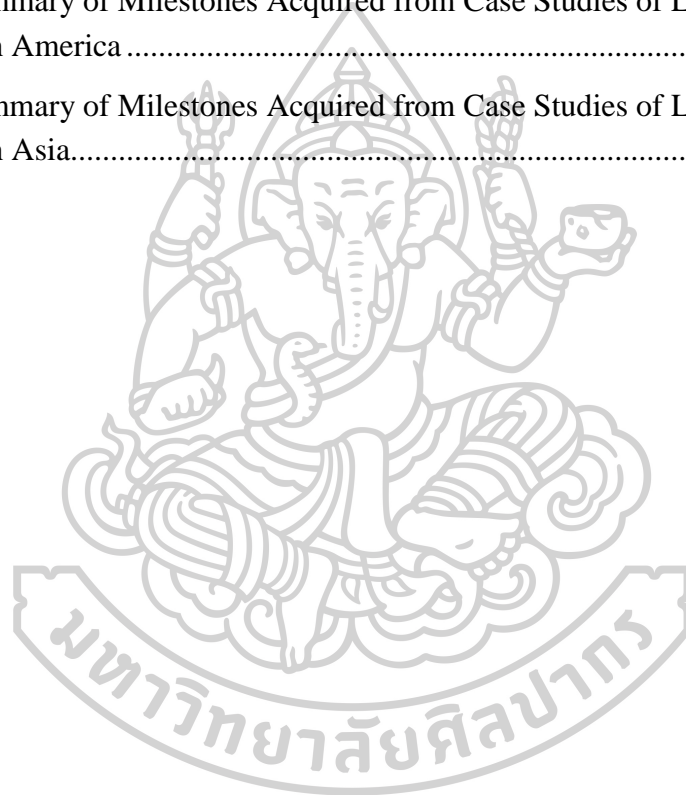 mmary of Milestones Acquired from Case Studies of L
n America
mmary of Milestones Acquired from Case Studies of L
n Asia
มหาวิทยาลัยศิลปากร